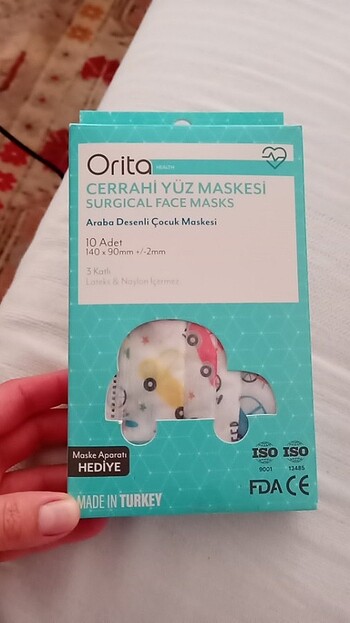 Orita HEALTH
CERRAHİ YÜZ MASKESİ
SURGICAL FACE MASKS
Araba Desenli Çocuk Maskesi
10 Adet
140 x 90mm +/-2mm
3 Katlı
Lateks & Naylon İçermez
Maske Aparatı
HEDİYE
ISO ISO
9001 13485
FDA CE
MADE IN TURKEY